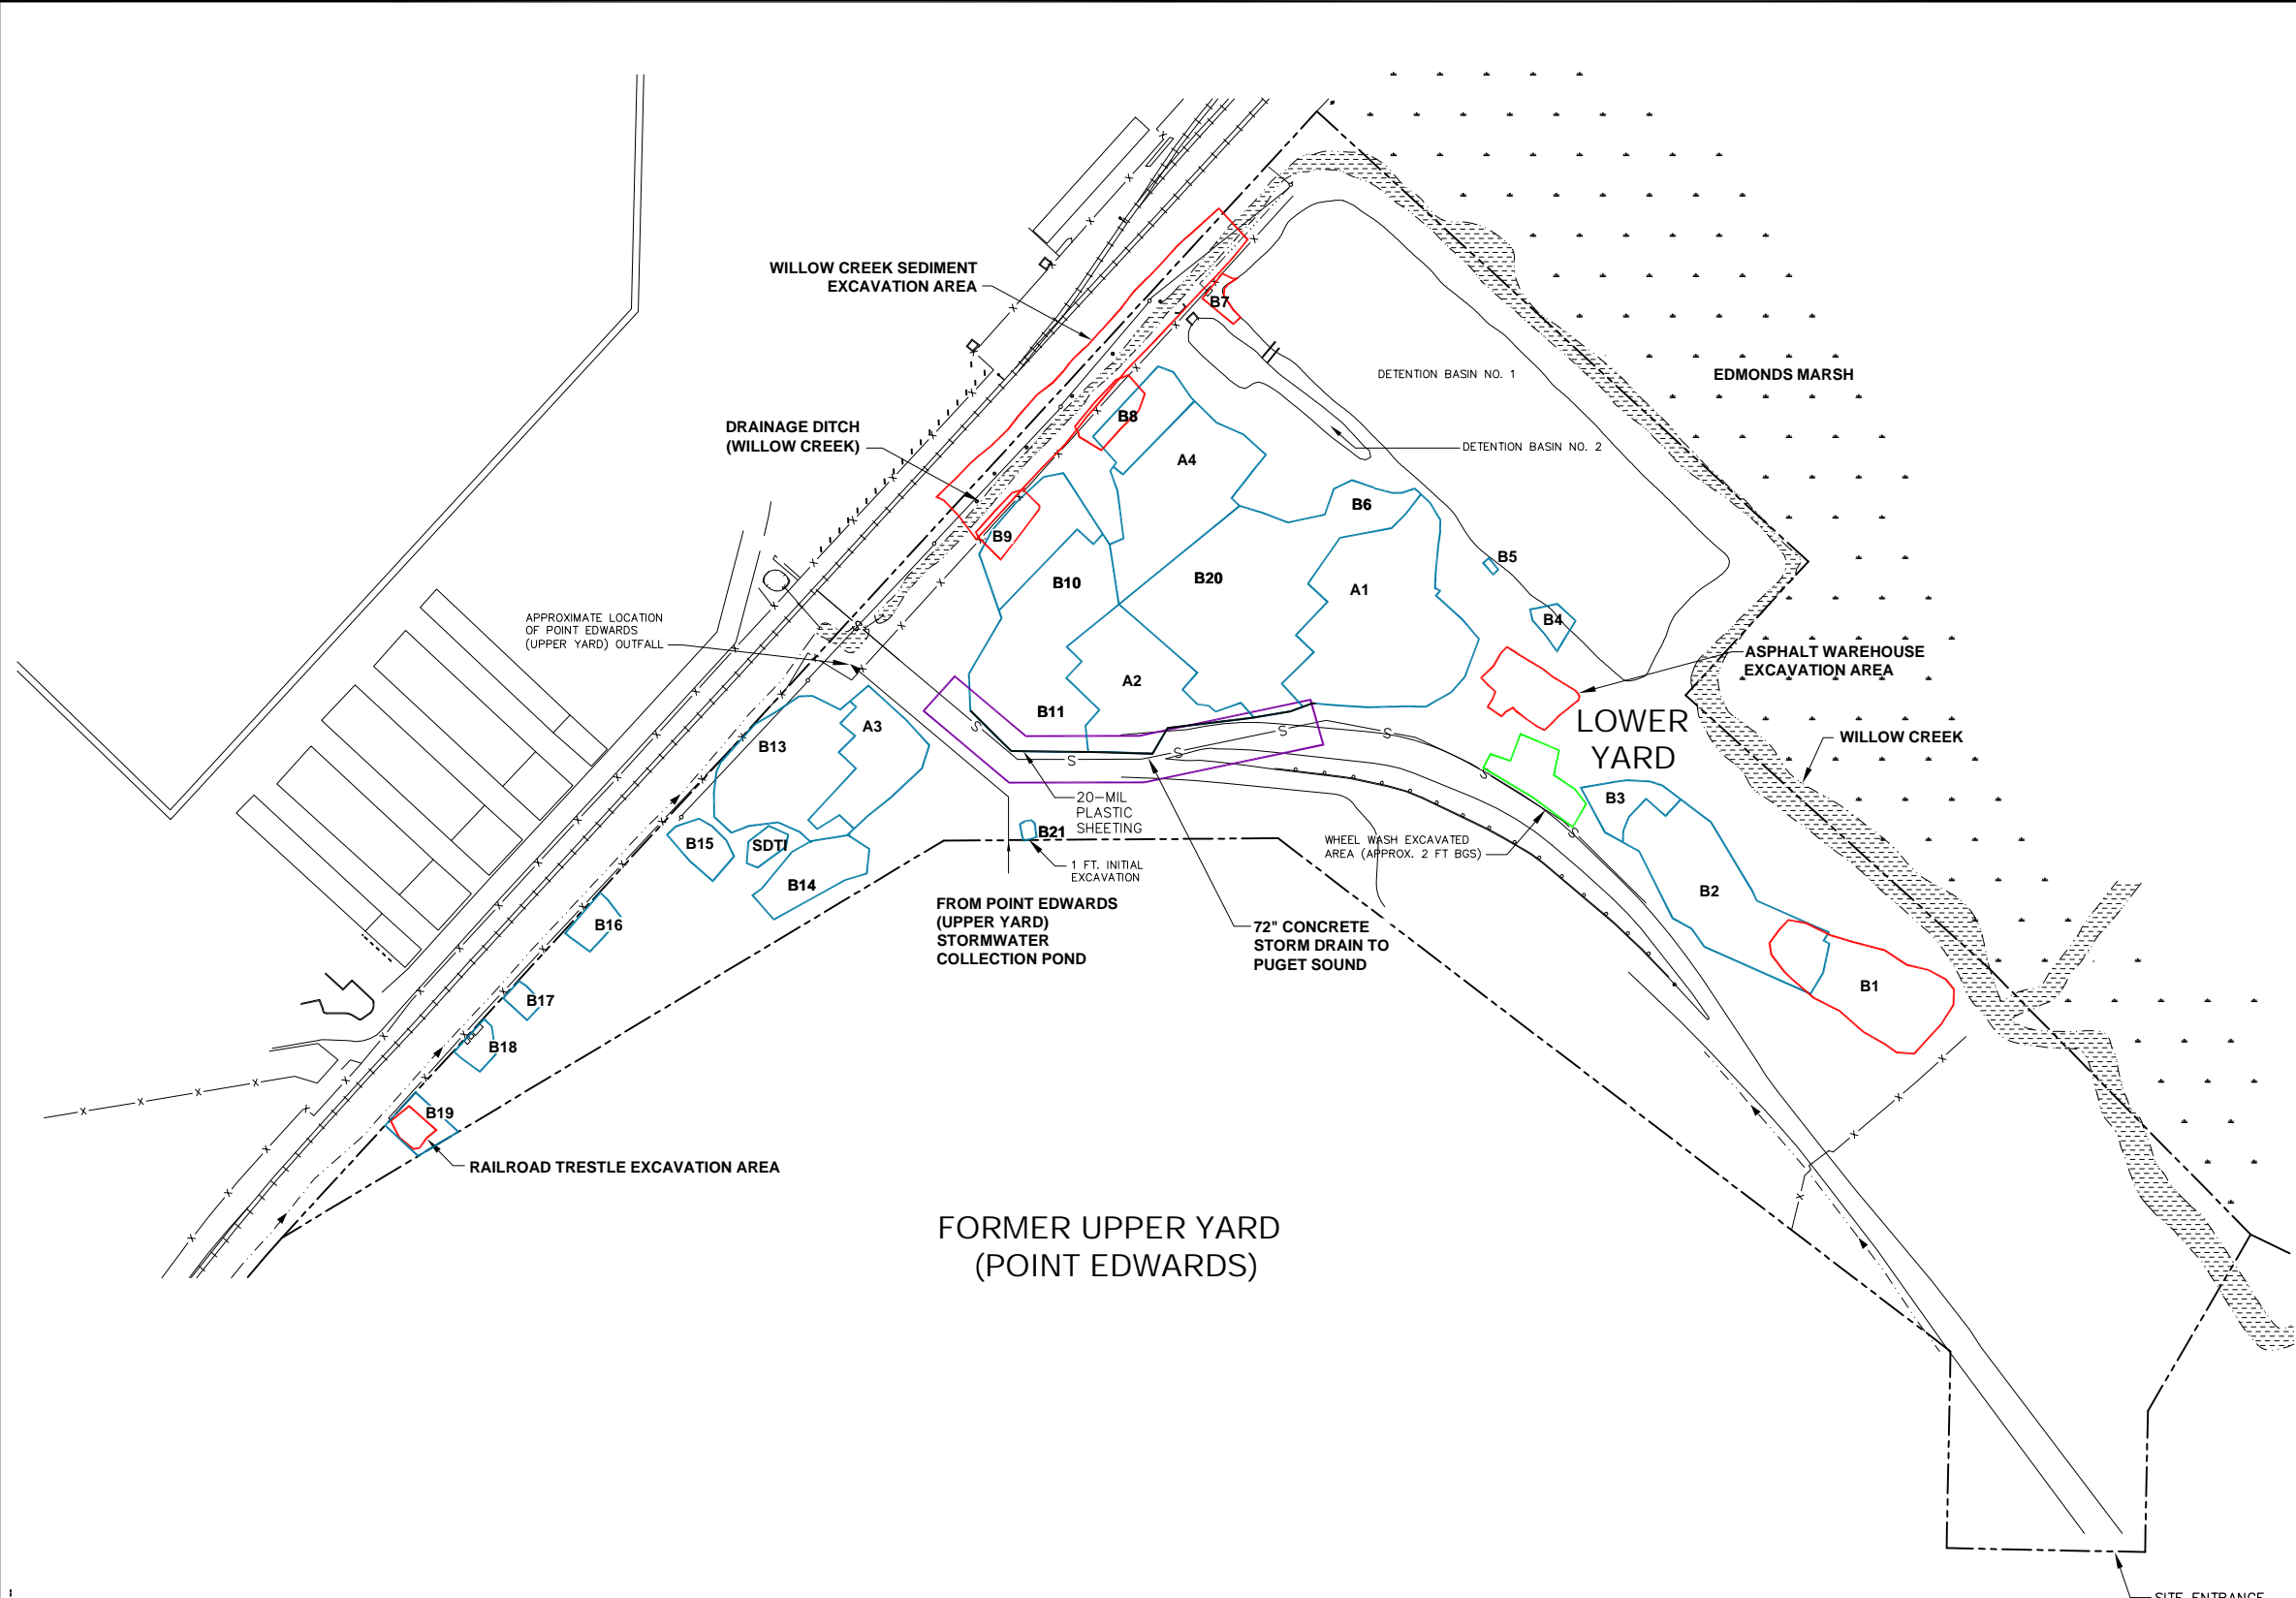 WILLOW CREEK SEDIMENT
EXCAVATION AREA
B7
DETENTION BASIN NO. 1
EDMONDS MARSH
DRAINAGE DITCH
(WILLOW CREEK)
B8
A4
DETENTION BASIN NO. 2
B6
B9
B10
B20
A1
B5
B4
APPROXIMATE LOCATION
OF POINT EDWARDS
(UPPER YARD) OUTFALL
ASPHALT WAREHOUSE
EXCAVATION AREA
A2
B11
A3
B13
LOWER
YARD
WILLOW CREEK
20-MIL
PLASTIC
SHEETING
B3
B21
B15
SDTI
B14
1 FT. INITIAL
EXCAVATION
WHEEL WASH EXCAVATED
AREA (APPROX. 2 FT BGS)
B2
FROM POINT EDWARDS
(UPPER YARD)
STORMWATER
COLLECTION POND
72" CONCRETE
STORM DRAIN TO
PUGET SOUND
B16
B1
B17
B18
B19
RAILROAD TRESTLE EXCAVATION AREA
FORMER UPPER YARD
(POINT EDWARDS)
SITE ENTRANCE